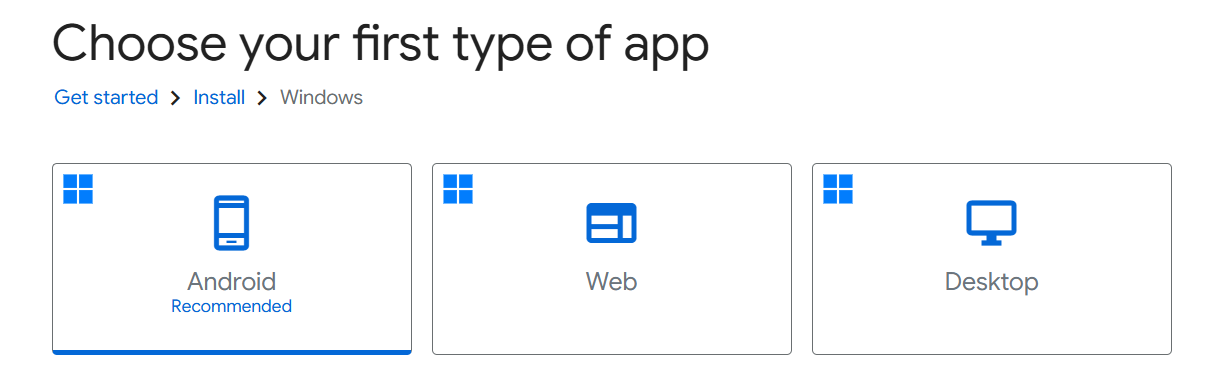 Choose your first type of app
Get started > Install > Windows
Android
Recommended
Web
Desktop